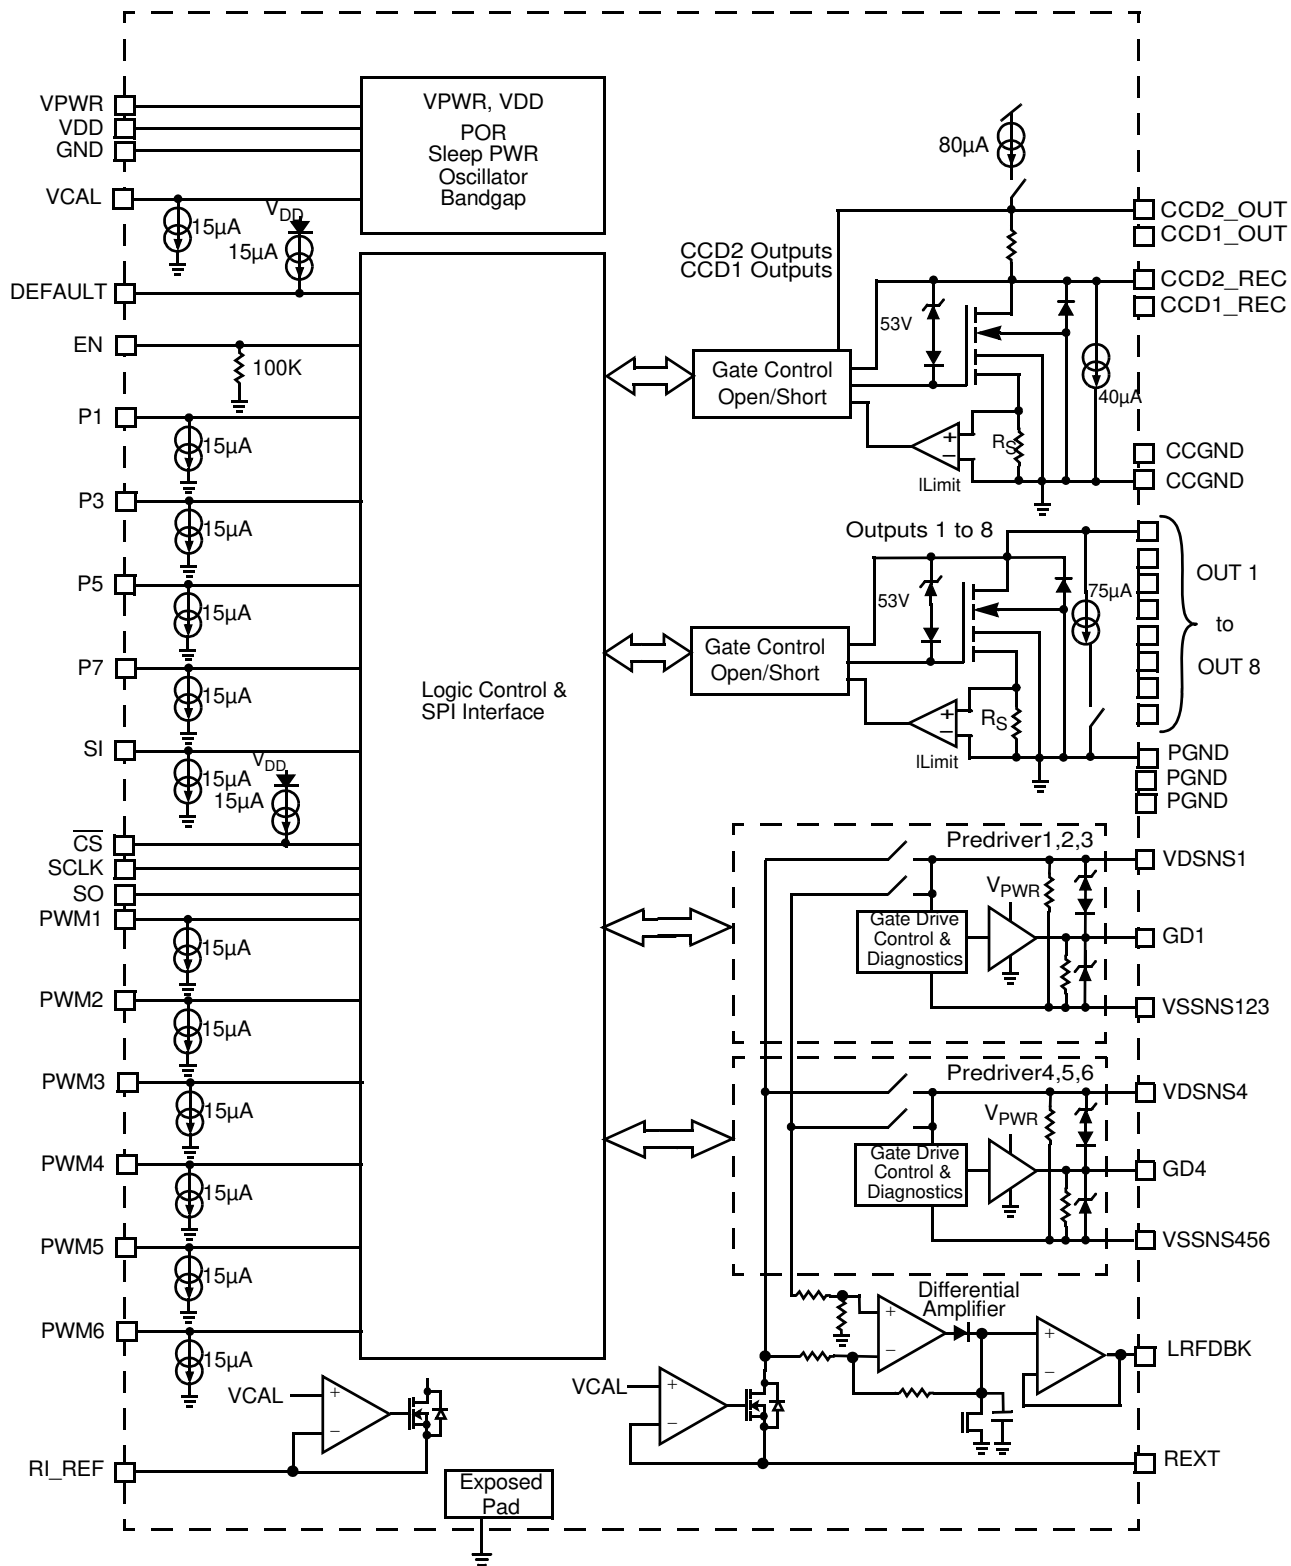 VPWR
VDD
GND
VCAL
15µA
VDD
15µA
DEFAULT
EN
100K
P1
15µA
P3
15µA
P5
15µA
P7
15µA
SI
15µA
VDD
15µA
CS
SCLK
SO
PWM1
15µA
PWM2
15µA
PWM3
15µA
PWM4
15µA
PWM5
15µA
PWM6
15µA
VCAL
+
−
RI_REF
VPWR, VDD
POR
Sleep PWR
Oscillator
Bandgap
Logic Control &
SPI Interface
Exposed
Pad
80µA
CCD2 Outputs
CCD1 Outputs
53V
Gate Control
Open/Short
+
−
ILimit
RS
40µA
CCD2_OUT
CCD1_OUT
CCD2_REC
CCD1_REC
CCGND
CCGND
Outputs 1 to 8
53V
75µA
Gate Control
Open/Short
+
−
ILimit
RS
OUT 1
to
OUT 8
PGND
PGND
PGND
Predriver1,2,3
VPWR
Gate Drive
Control &
Diagnostics
VDSNS1
GD1
VSSNS123
Predriver4,5,6
VPWR
Gate Drive
Control &
Diagnostics
VDSNS4
GD4
VSSNS456
Differential
Amplifier
+
−
+
−
LRFDBK
VCAL
+
−
REXT